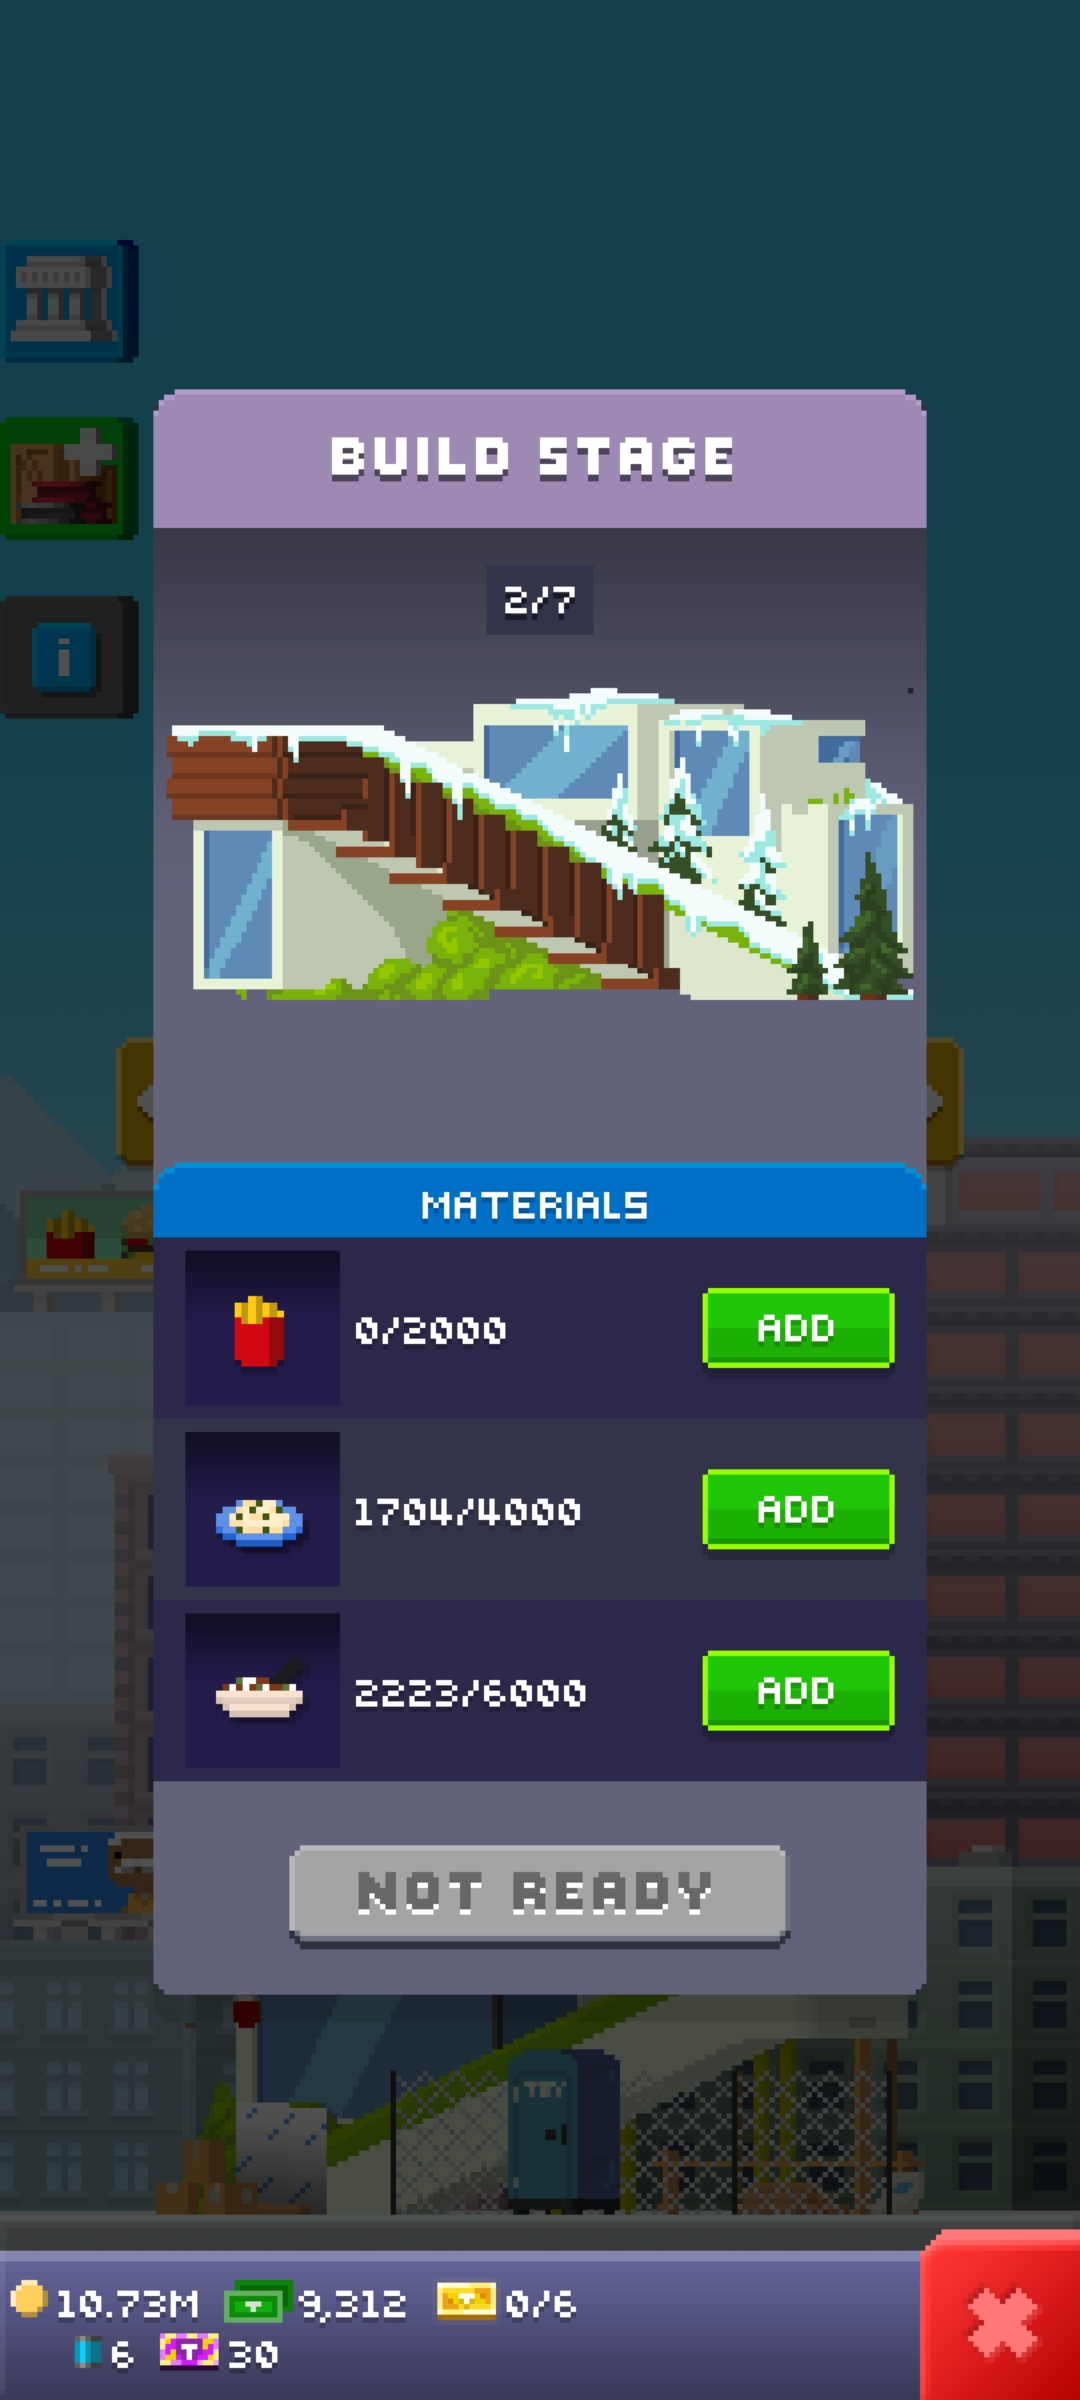 BUILD STAGE
2/7
MATERIALS
0/2000
ADD
1704/4000
ADD
2223/6000
ADD
NOT READY
10.73M 9,312 0/6
6 30